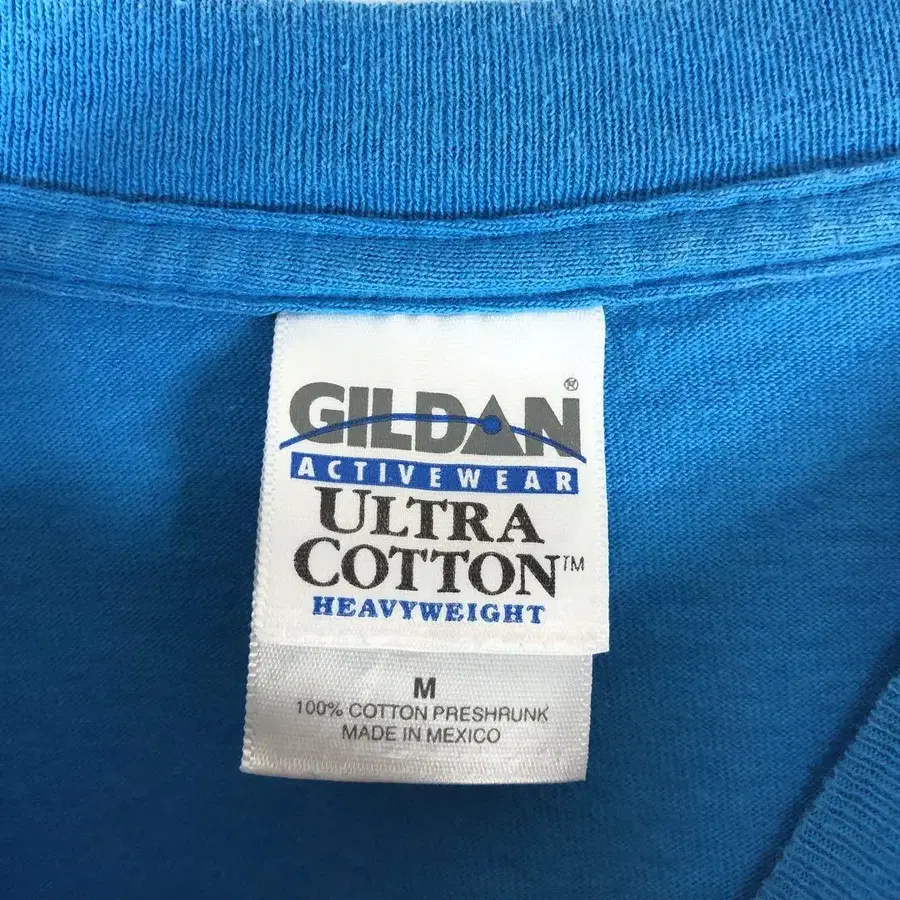 GILDAN®
ACTIVEWEAR
ULTRA
COTTON™
HEAVYWEIGHT
M
100% COTTON PRESHRUNK
MADE IN MEXICO